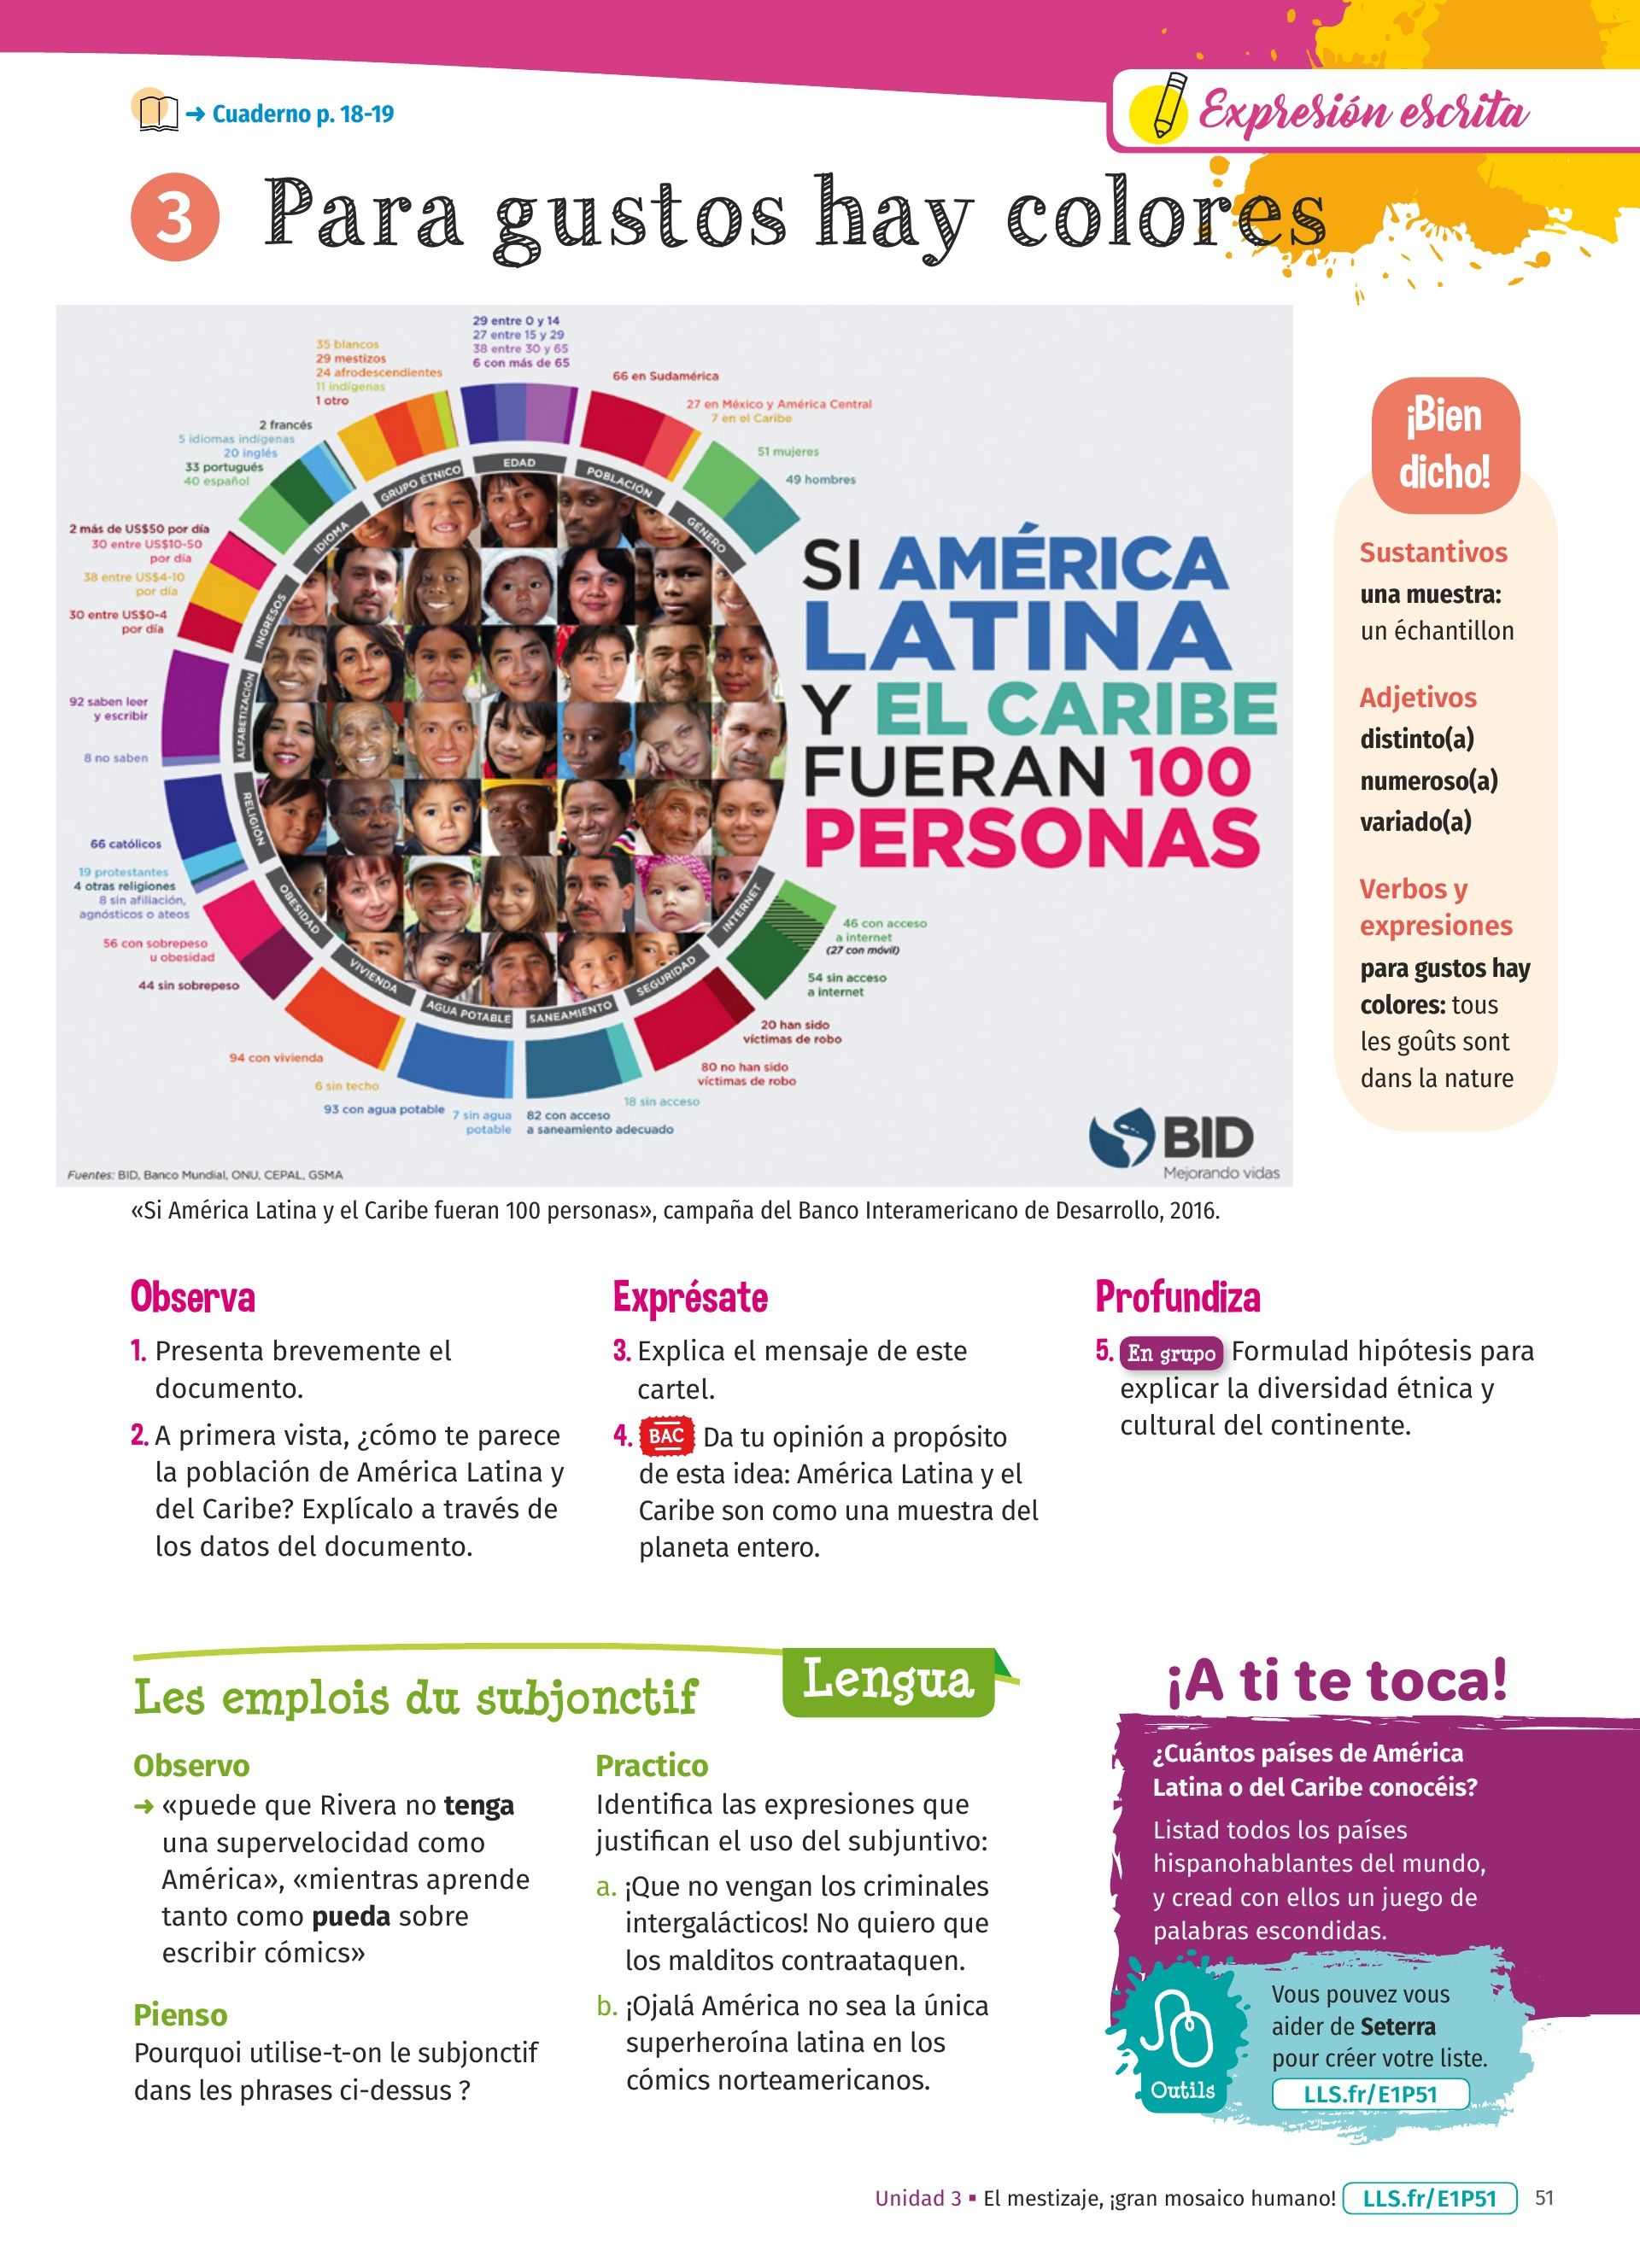 ➜ Cuaderno p. 18-19
Expresión escrita
3 Para gustos hay colores
29 entre 0 y 14
27 entre 15 y 29
38 entre 30 y 65
6 con más de 65
35 blancos
29 mestizos
24 afrodescendientes
11 indígenas
1 otro
66 en Sudamérica
27 en México y América Central
7 en el Caribe
2 francés
5 idiomas indígenas
20 inglés
33 portugués
40 español
51 mujeres
49 hombres
2 más de US$50 por día
30 entre US$10-50
por día
38 entre US$4-10
por día
30 entre US$0-4
por día
92 saben leer
y escribir
8 no saben
66 católicos
19 protestantes
4 otras religiones
8 sin afiliación,
agnósticos o ateos
56 con sobrepeso
u obesidad
44 sin sobrepeso
94 con vivienda
6 sin techo
93 con agua potable
7 sin agua
potable
82 con acceso
a saneamiento adecuado
18 sin acceso
80 no han sido
víctimas de robo
20 han sido
víctimas de robo
54 sin acceso
a internet
46 con acceso
a internet
(27 con móvil)
GRUPO ÉTNICO
EDAD
POBLACIÓN
GÉNERO
IDIOMA
INGRESOS
ALFABETIZACIÓN
RELIGIÓN
OBESIDAD
VIVIENDA
AGUA POTABLE
SANEAMIENTO
SEGURIDAD
INTERNET
SI AMÉRICA
LATINA
Y EL CARIBE
FUERAN 100
PERSONAS
BID
Mejorando vidas
Fuentes: BID, Banco Mundial, ONU, CEPAL, GSMA
«Si América Latina y el Caribe fueran 100 personas», campaña del Banco Interamericano de Desarrollo, 2016.
¡Bien
dicho!
Sustantivos
una muestra:
un échantillon
Adjetivos
distinto(a)
numeroso(a)
variado(a)
Verbos y
expresiones
para gustos hay
colores: tous
les goûts sont
dans la nature
Observa
1. Presenta brevemente el
documento.
2. A primera vista, ¿cómo te parece
la población de América Latina y
del Caribe? Explícalo a través de
los datos del documento.
Exprésate
3. Explica el mensaje de este
cartel.
4. BAC Da tu opinión a propósito
de esta idea: América Latina y el
Caribe son como una muestra del
planeta entero.
Profundiza
5. En grupo Formulad hipótesis para
explicar la diversidad étnica y
cultural del continente.
Les emplois du subjonctif
Lengua
Observo
➜ «puede que Rivera no tenga
una supervelocidad como
América», «mientras aprende
tanto como pueda sobre
escribir cómics»
Pienso
Pourquoi utilise-t-on le subjonctif
dans les phrases ci-dessus ?
Practico
Identifica las expresiones que
justifican el uso del subjuntivo:
a. ¡Que no vengan los criminales
intergalácticos! No quiero que
los malditos contraataquen.
b. ¡Ojalá América no sea la única
superheroína latina en los
cómics norteamericanos.
¡A ti te toca!
¿Cuántos países de América
Latina o del Caribe conocéis?
Listad todos los países
hispanohablantes del mundo,
y cread con ellos un juego de
palabras escondidas.
Outils
Vous pouvez vous
aider de Seterra
pour créer votre liste.
LLS.fr/E1P51
Unidad 3 ▪ El mestizaje, ¡gran mosaico humano! LLS.fr/E1P51 51